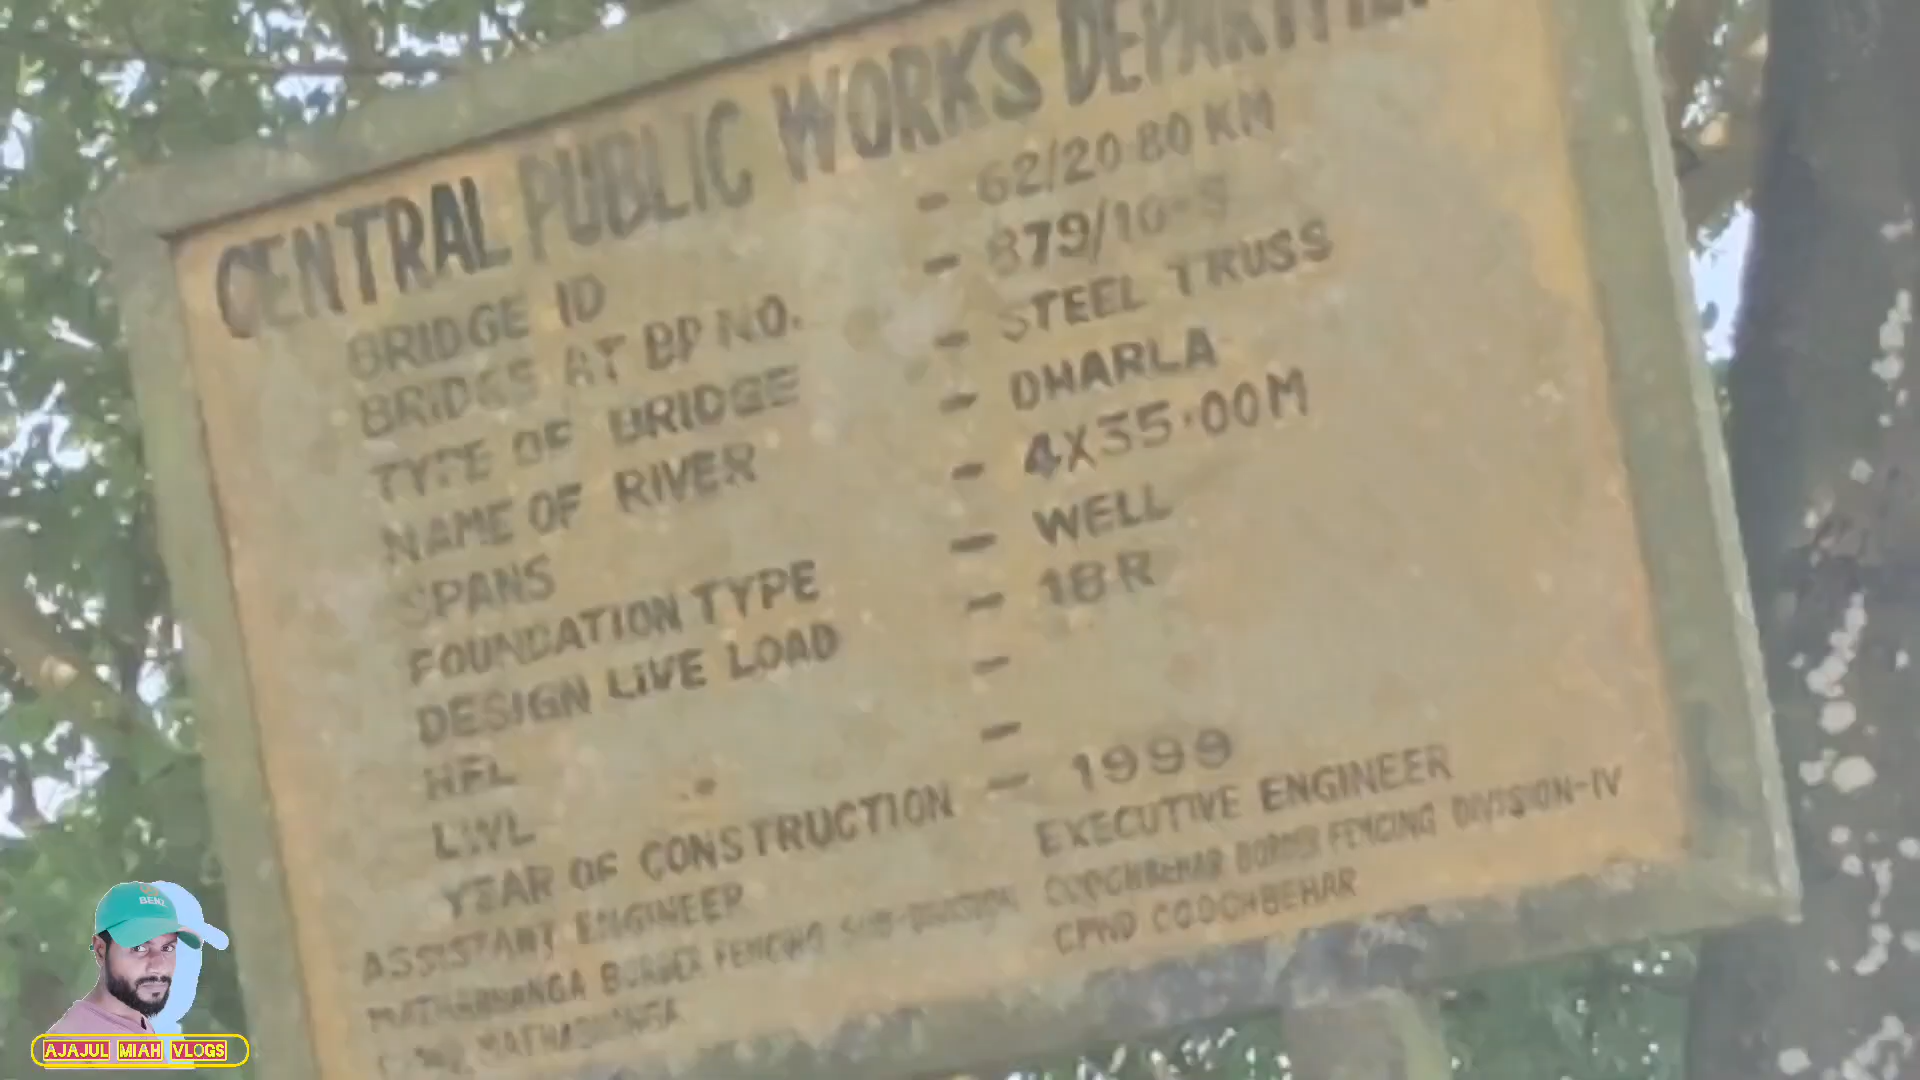 CENTRAL PUBLIC WORKS DEPARTMEN
BRIDGE ID - 62/20·80 KM
BRIDGE AT BP NO. - 879/10-S
TYPE OF BRIDGE - STEEL TRUSS
NAME OF RIVER - DHARLA
SPANS - 4X35·00M
FOUNDATION TYPE - WELL
DESIGN LIVE LOAD - 18R
HFL -
LWL -
YEAR OF CONSTRUCTION - 1999
ASSISTANT ENGINEER
MATHABHANGA BORDER FENCING SUB-DIVISION
MATHABHANGA
EXECUTIVE ENGINEER
COOCHBEHAR BORDER FENCING DIVISION-IV
CPWD COOCHBEHAR
AJAJUL MIAH VLOGS